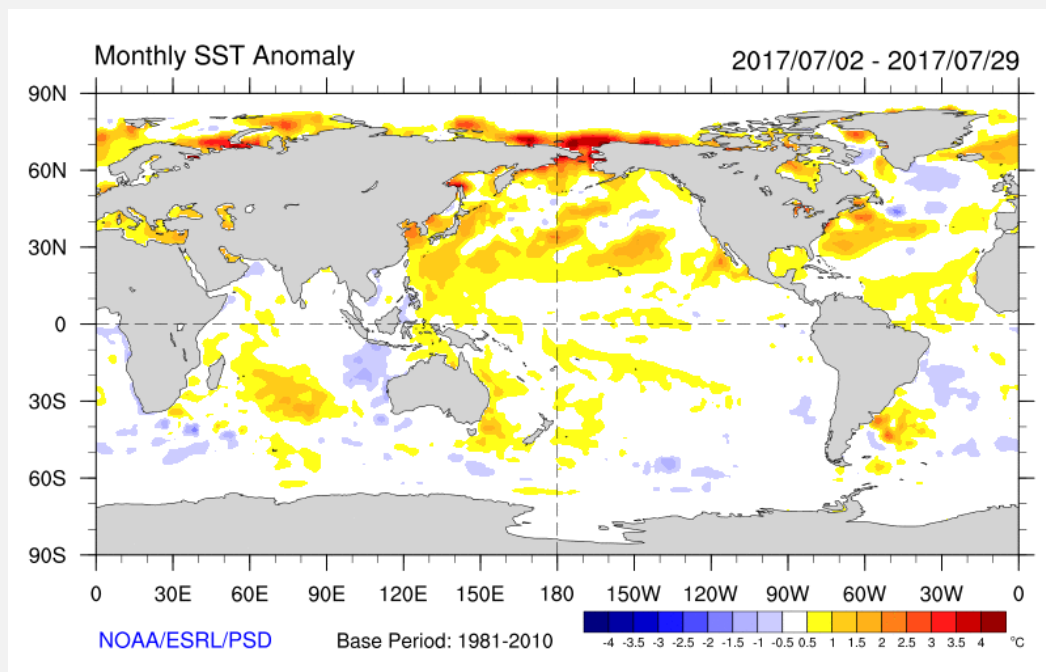 Monthly SST Anomaly 2017/07/02 - 2017/07/29
90N
60N
30N
0
30S
60S
90S
0 30E 60E 90E 120E 150E 180 150W 120W 90W 60W 30W 0
NOAA/ESRL/PSD Base Period: 1981-2010
-4 -3.5 -3 -2.5 -2 -1.5 -1 -0.5 0.5 1 1.5 2 2.5 3 3.5 4 °C